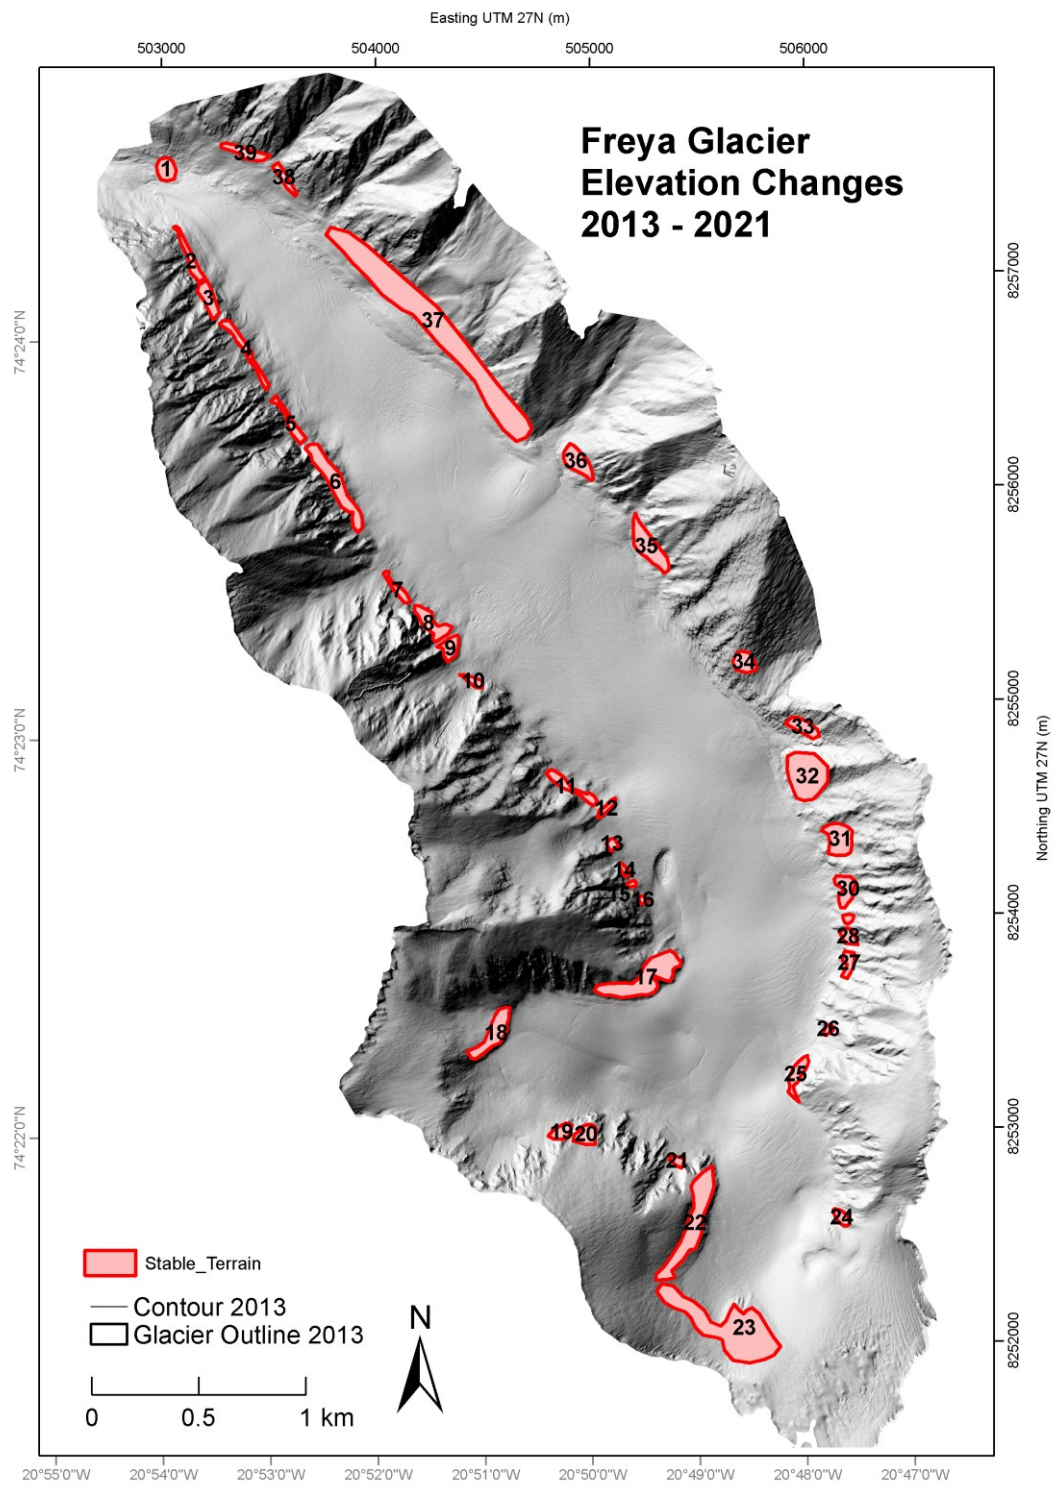 Easting UTM 27N (m)
503000
504000
505000
506000
Freya Glacier
Elevation Changes
2013 - 2021
1
39
38
2
3
4
5
6
37
36
35
34
33
32
31
30
28
27
26
25
24
7
8
9
10
11
12
13
14
15
16
17
18
19
20
21
22
23
8257000
8256000
8255000
8254000
8253000
8252000
Northing UTM 27N (m)
74°24'0"N
74°23'0"N
74°22'0"N
Stable_Terrain
Contour 2013
Glacier Outline 2013
N
0
0.5
1 km
20°55'0"W
20°54'0"W
20°53'0"W
20°52'0"W
20°51'0"W
20°50'0"W
20°49'0"W
20°48'0"W
20°47'0"W